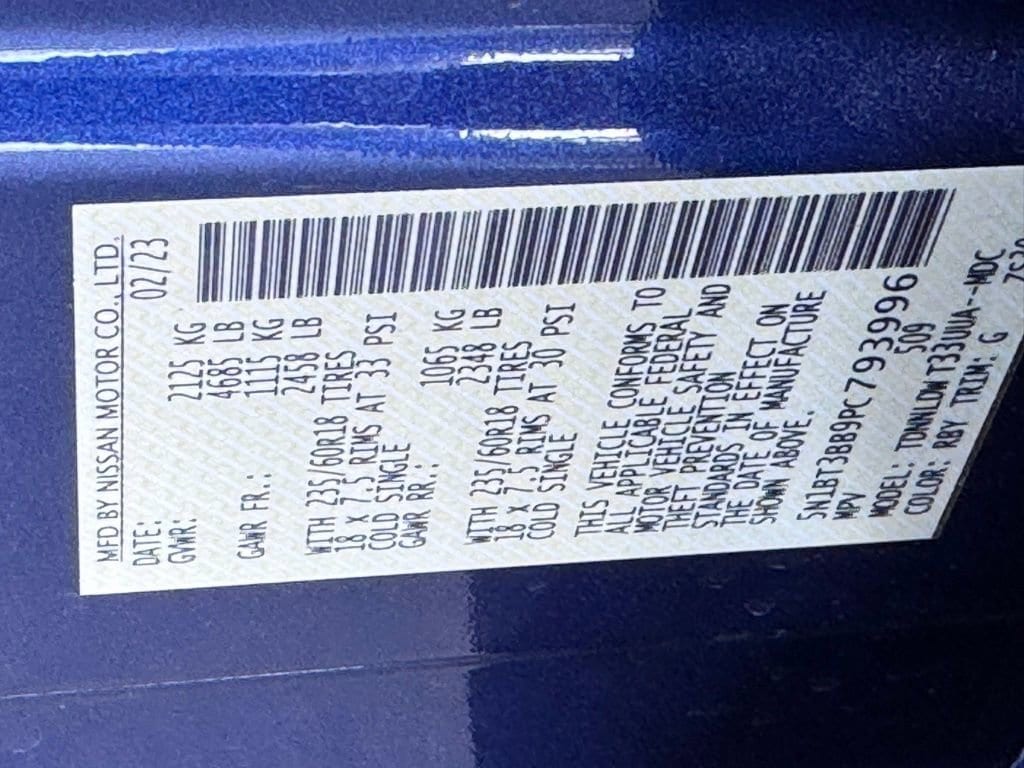 MFD BY NISSAN MOTOR CO., LTD.
DATE: 02/23
GVWR: 2125 KG
4685 LB
GAWR FR.: 1115 KG
2458 LB
WITH 235/60R18 TIRES
18 X 7.5 RIMS AT 33 PSI
COLD SINGLE
GAWR RR.: 1065 KG
2348 LB
WITH 235/60R18 TIRES
18 X 7.5 RIMS AT 30 PSI
COLD SINGLE
THIS VEHICLE CONFORMS TO
ALL APPLICABLE FEDERAL
MOTOR VEHICLE SAFETY AND
THEFT PREVENTION
STANDARDS IN EFFECT ON
THE DATE OF MANUFACTURE
SHOWN ABOVE.
5N1BT3BB9PC793996
MPV 509
MODEL: TONNLDWT33UUA--MDC
COLOR: RBY TRIM: G